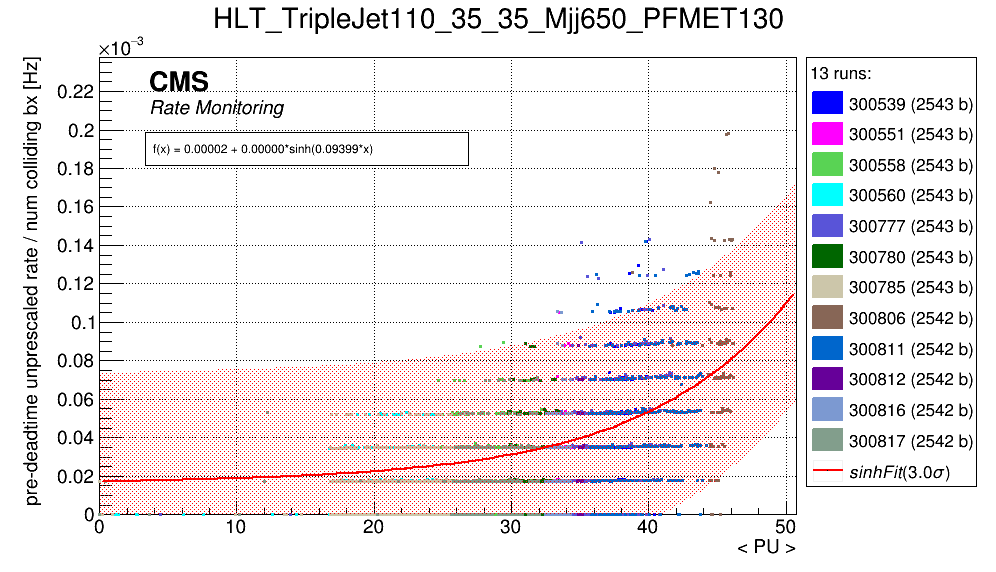 HLT_TripleJet110_35_35_Mjj650_PFMET130
×10⁻³
pre-deadtime unprescaled rate / num colliding bx [Hz]
CMS
Rate Monitoring
f(x) = 0.00002 + 0.00000*sinh(0.09399*x)
0.22
0.2
0.18
0.16
0.14
0.12
0.1
0.08
0.06
0.04
0.02
0
0 10 20 30 40 50
< PU >
13 runs:
300539 (2543 b)
300551 (2543 b)
300558 (2543 b)
300560 (2543 b)
300777 (2543 b)
300780 (2543 b)
300785 (2543 b)
300806 (2542 b)
300811 (2542 b)
300812 (2542 b)
300816 (2542 b)
300817 (2542 b)
sinhFit(3.0σ)